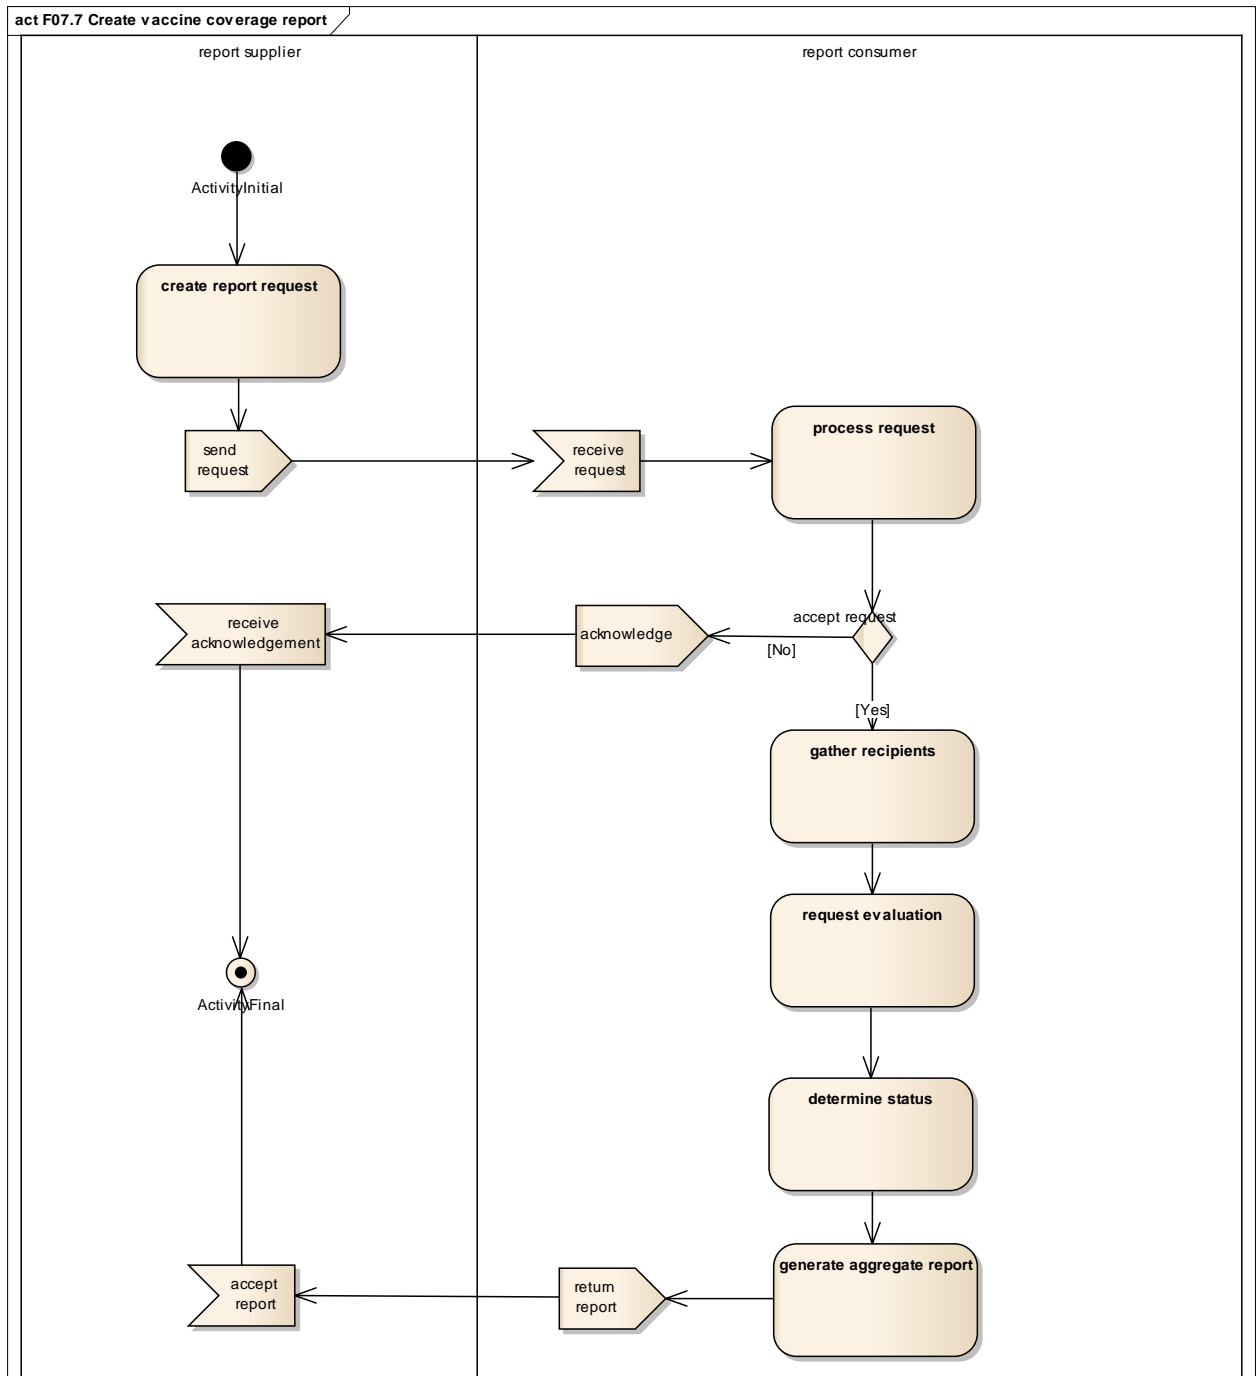 act F07.7 Create vaccine coverage report
report supplier
report consumer
ActivityInitial
create report request
send
request
receive
request
process request
receive
acknowledgement
acknowledge
accept request
[No]
[Yes]
gather recipients
request evaluation
ActivityFinal
determine status
accept
report
return
report
generate aggregate report